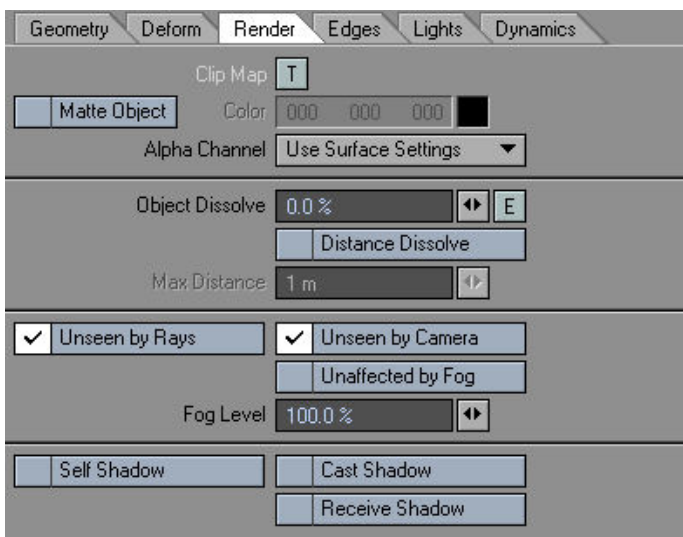 Geometry Deform Render Edges Lights Dynamics
Clip Map T
Matte Object Color 000 000 000
Alpha Channel Use Surface Settings
Object Dissolve 0.0 % E
Distance Dissolve
Max Distance 1 m
Unseen by Rays Unseen by Camera
Unaffected by Fog
Fog Level 100.0 %
Self Shadow Cast Shadow
Receive Shadow